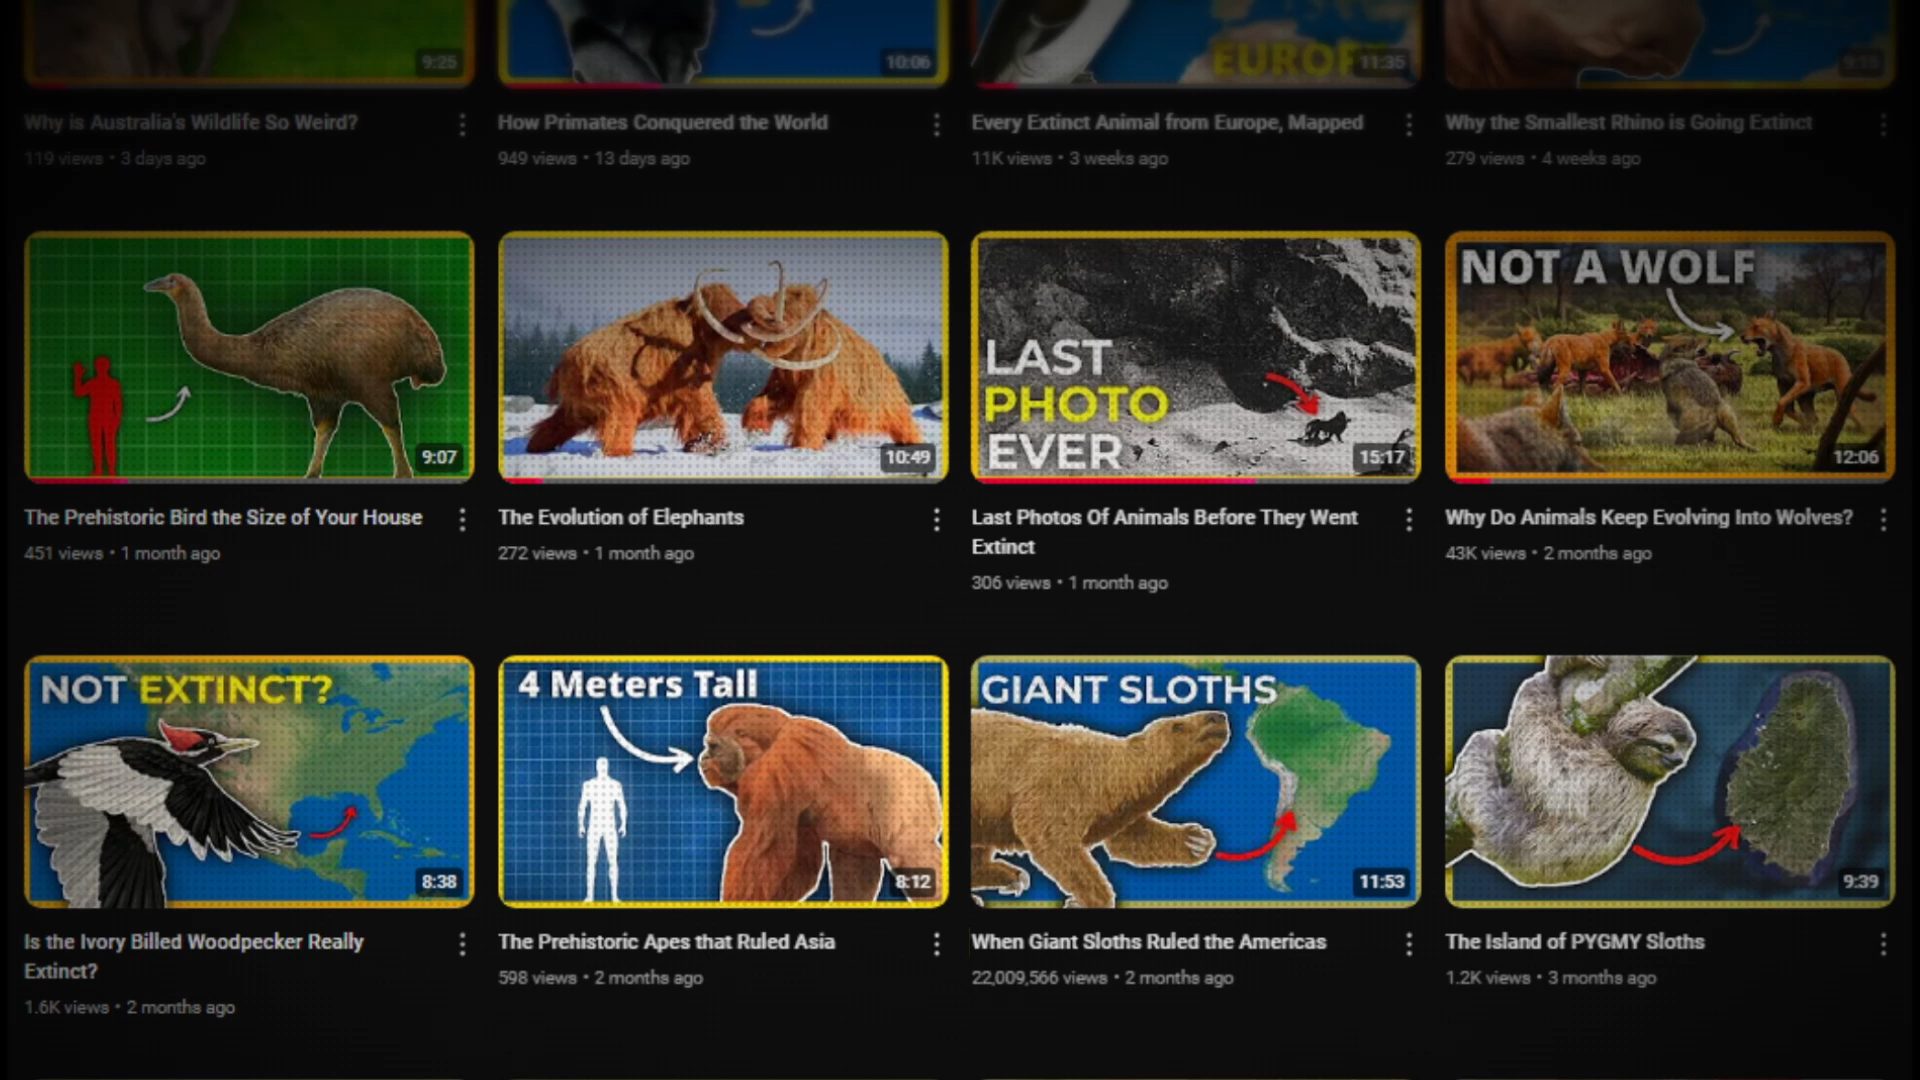 9:25
10:06
EUROP
11:35
9:16
Why is Australia's Wildlife So Weird?
119 views • 3 days ago
How Primates Conquered the World
949 views • 13 days ago
Every Extinct Animal from Europe, Mapped
11K views • 3 weeks ago
Why the Smallest Rhino is Going Extinct
279 views • 4 weeks ago
9:07
10:49
LAST
PHOTO
EVER
15:17
NOT A WOLF
12:06
The Prehistoric Bird the Size of Your House
451 views • 1 month ago
The Evolution of Elephants
272 views • 1 month ago
Last Photos Of Animals Before They Went
Extinct
306 views • 1 month ago
Why Do Animals Keep Evolving Into Wolves?
43K views • 2 months ago
NOT EXTINCT?
8:38
4 Meters Tall
8:12
GIANT SLOTHS
11:53
9:39
Is the Ivory Billed Woodpecker Really
Extinct?
1.6K views • 2 months ago
The Prehistoric Apes that Ruled Asia
598 views • 2 months ago
When Giant Sloths Ruled the Americas
22,009,566 views • 2 months ago
The Island of PYGMY Sloths
1.2K views • 3 months ago